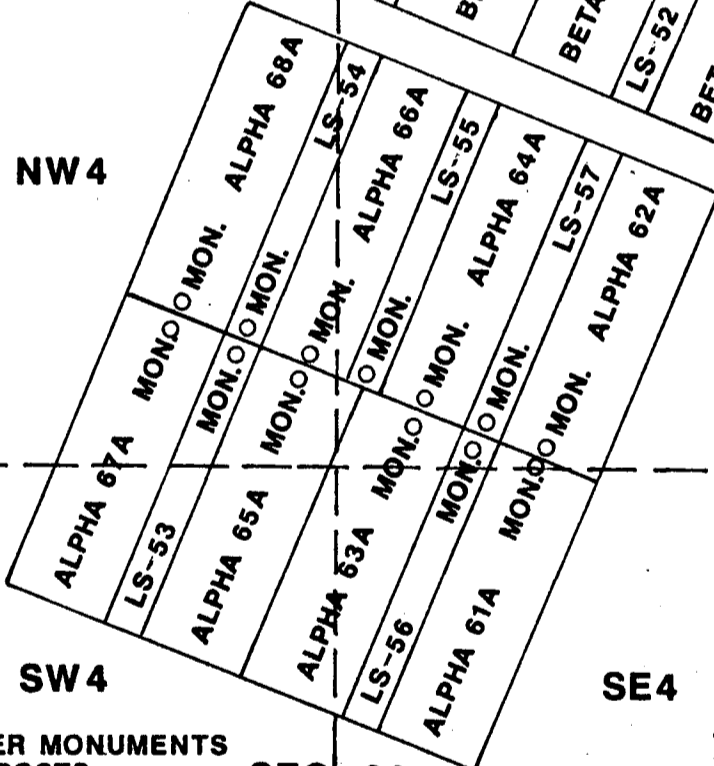 BETA
LS-52
NW4
ALPHA 68A
LS-54
ALPHA 66A
LS-55
ALPHA 64A
LS-57
ALPHA 62A
MON.
MON.
MON.
MON.
MON.
MON.
MON.
MON.
MON.
MON.
MON.
MON.
MON.
ALPHA 67A
LS-53
ALPHA 65A
ALPHA 63A
LS-56
ALPHA 61A
SW4
SE4
MONUMENTS